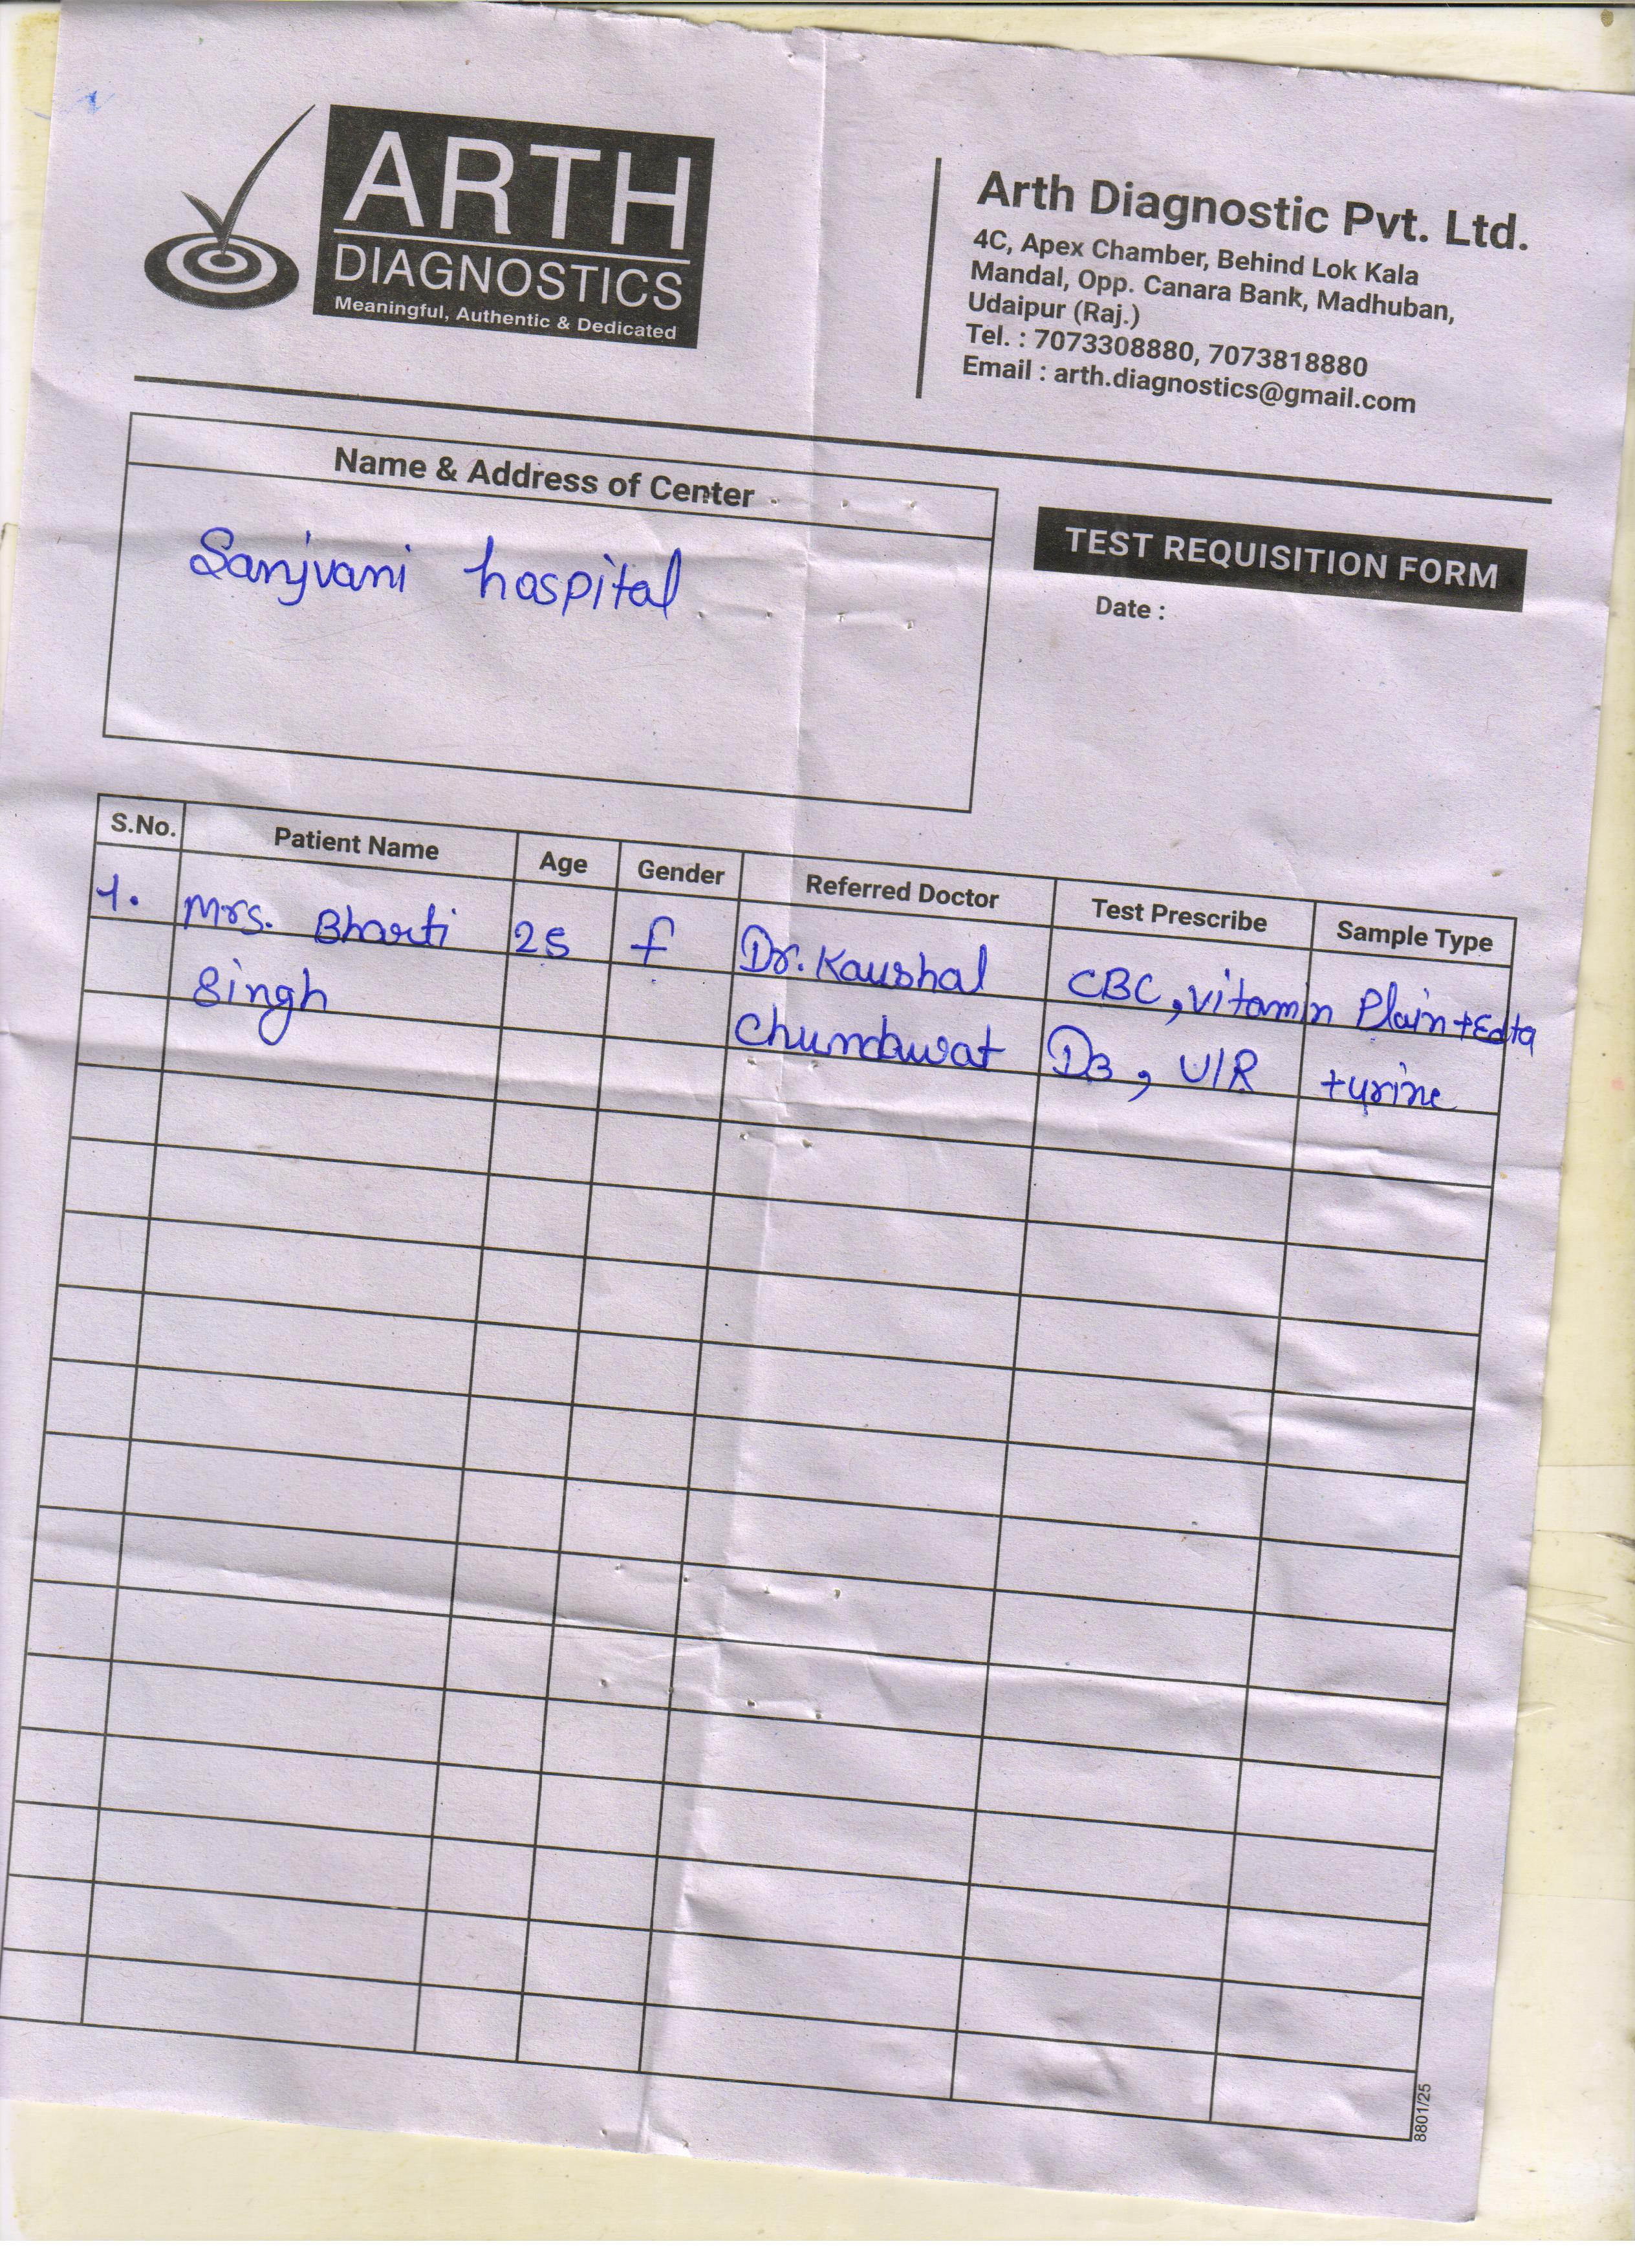 ARTH
DIAGNOSTICS
Meaningful, Authentic & Dedicated
Arth Diagnostic Pvt. Ltd.
4C, Apex Chamber, Behind Lok Kala
Mandal, Opp. Canara Bank, Madhuban,
Udaipur (Raj.)
Tel. : 7073308880, 7073818880
Email : arth.diagnostics@gmail.com
Name & Address of Center
Sanjvani hospital
TEST REQUISITION FORM
Date :
S.No. Patient Name Age Gender Referred Doctor Test Prescribe Sample Type
1. Mrs. Bharti 25 f Dr. Kaushal CBC, vitamin Plain+Edta
Singh Chundawat D3, U/R +urine
8801/25